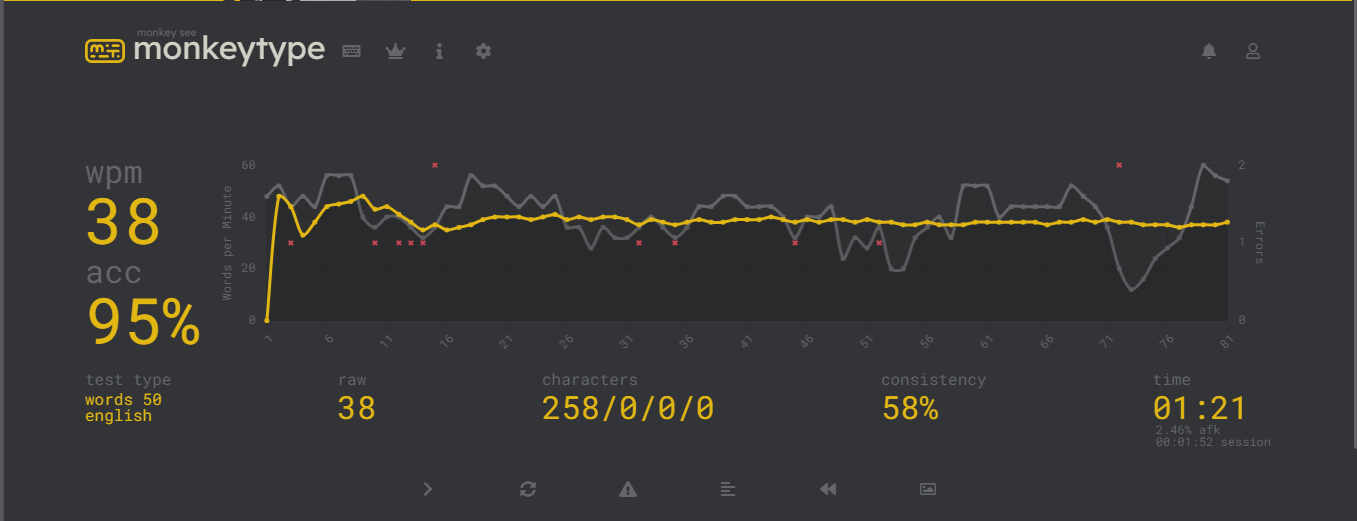 monkey see
monkeytype
wpm
38
acc
95%
Words per Minute
60
40
20
0
2
1
0
Errors
1 6 11 16 21 26 31 36 41 46 51 56 61 66 71 76 81
test type
words 50
english
raw
38
characters
258/0/0/0
consistency
58%
time
01:21
2.46% afk
00:01:52 session